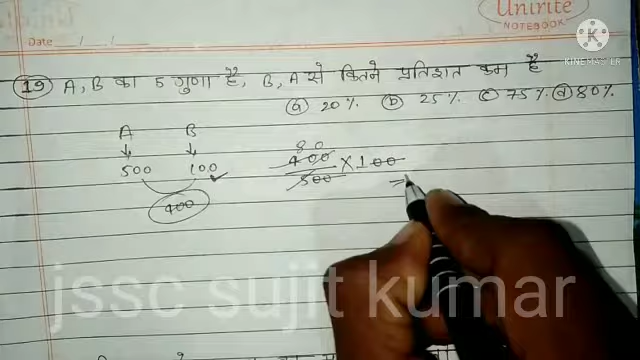 Unirite
NOTEBOOK
Date
KINEMASTER
19 A, B का 5 गुणा है, B, A से कितने प्रतिशत कम है
a 20% b 25% c 75% d 80%
A B
↓ ↓
500 100
400
80
400
500
×100
=
jssc sujit kumar